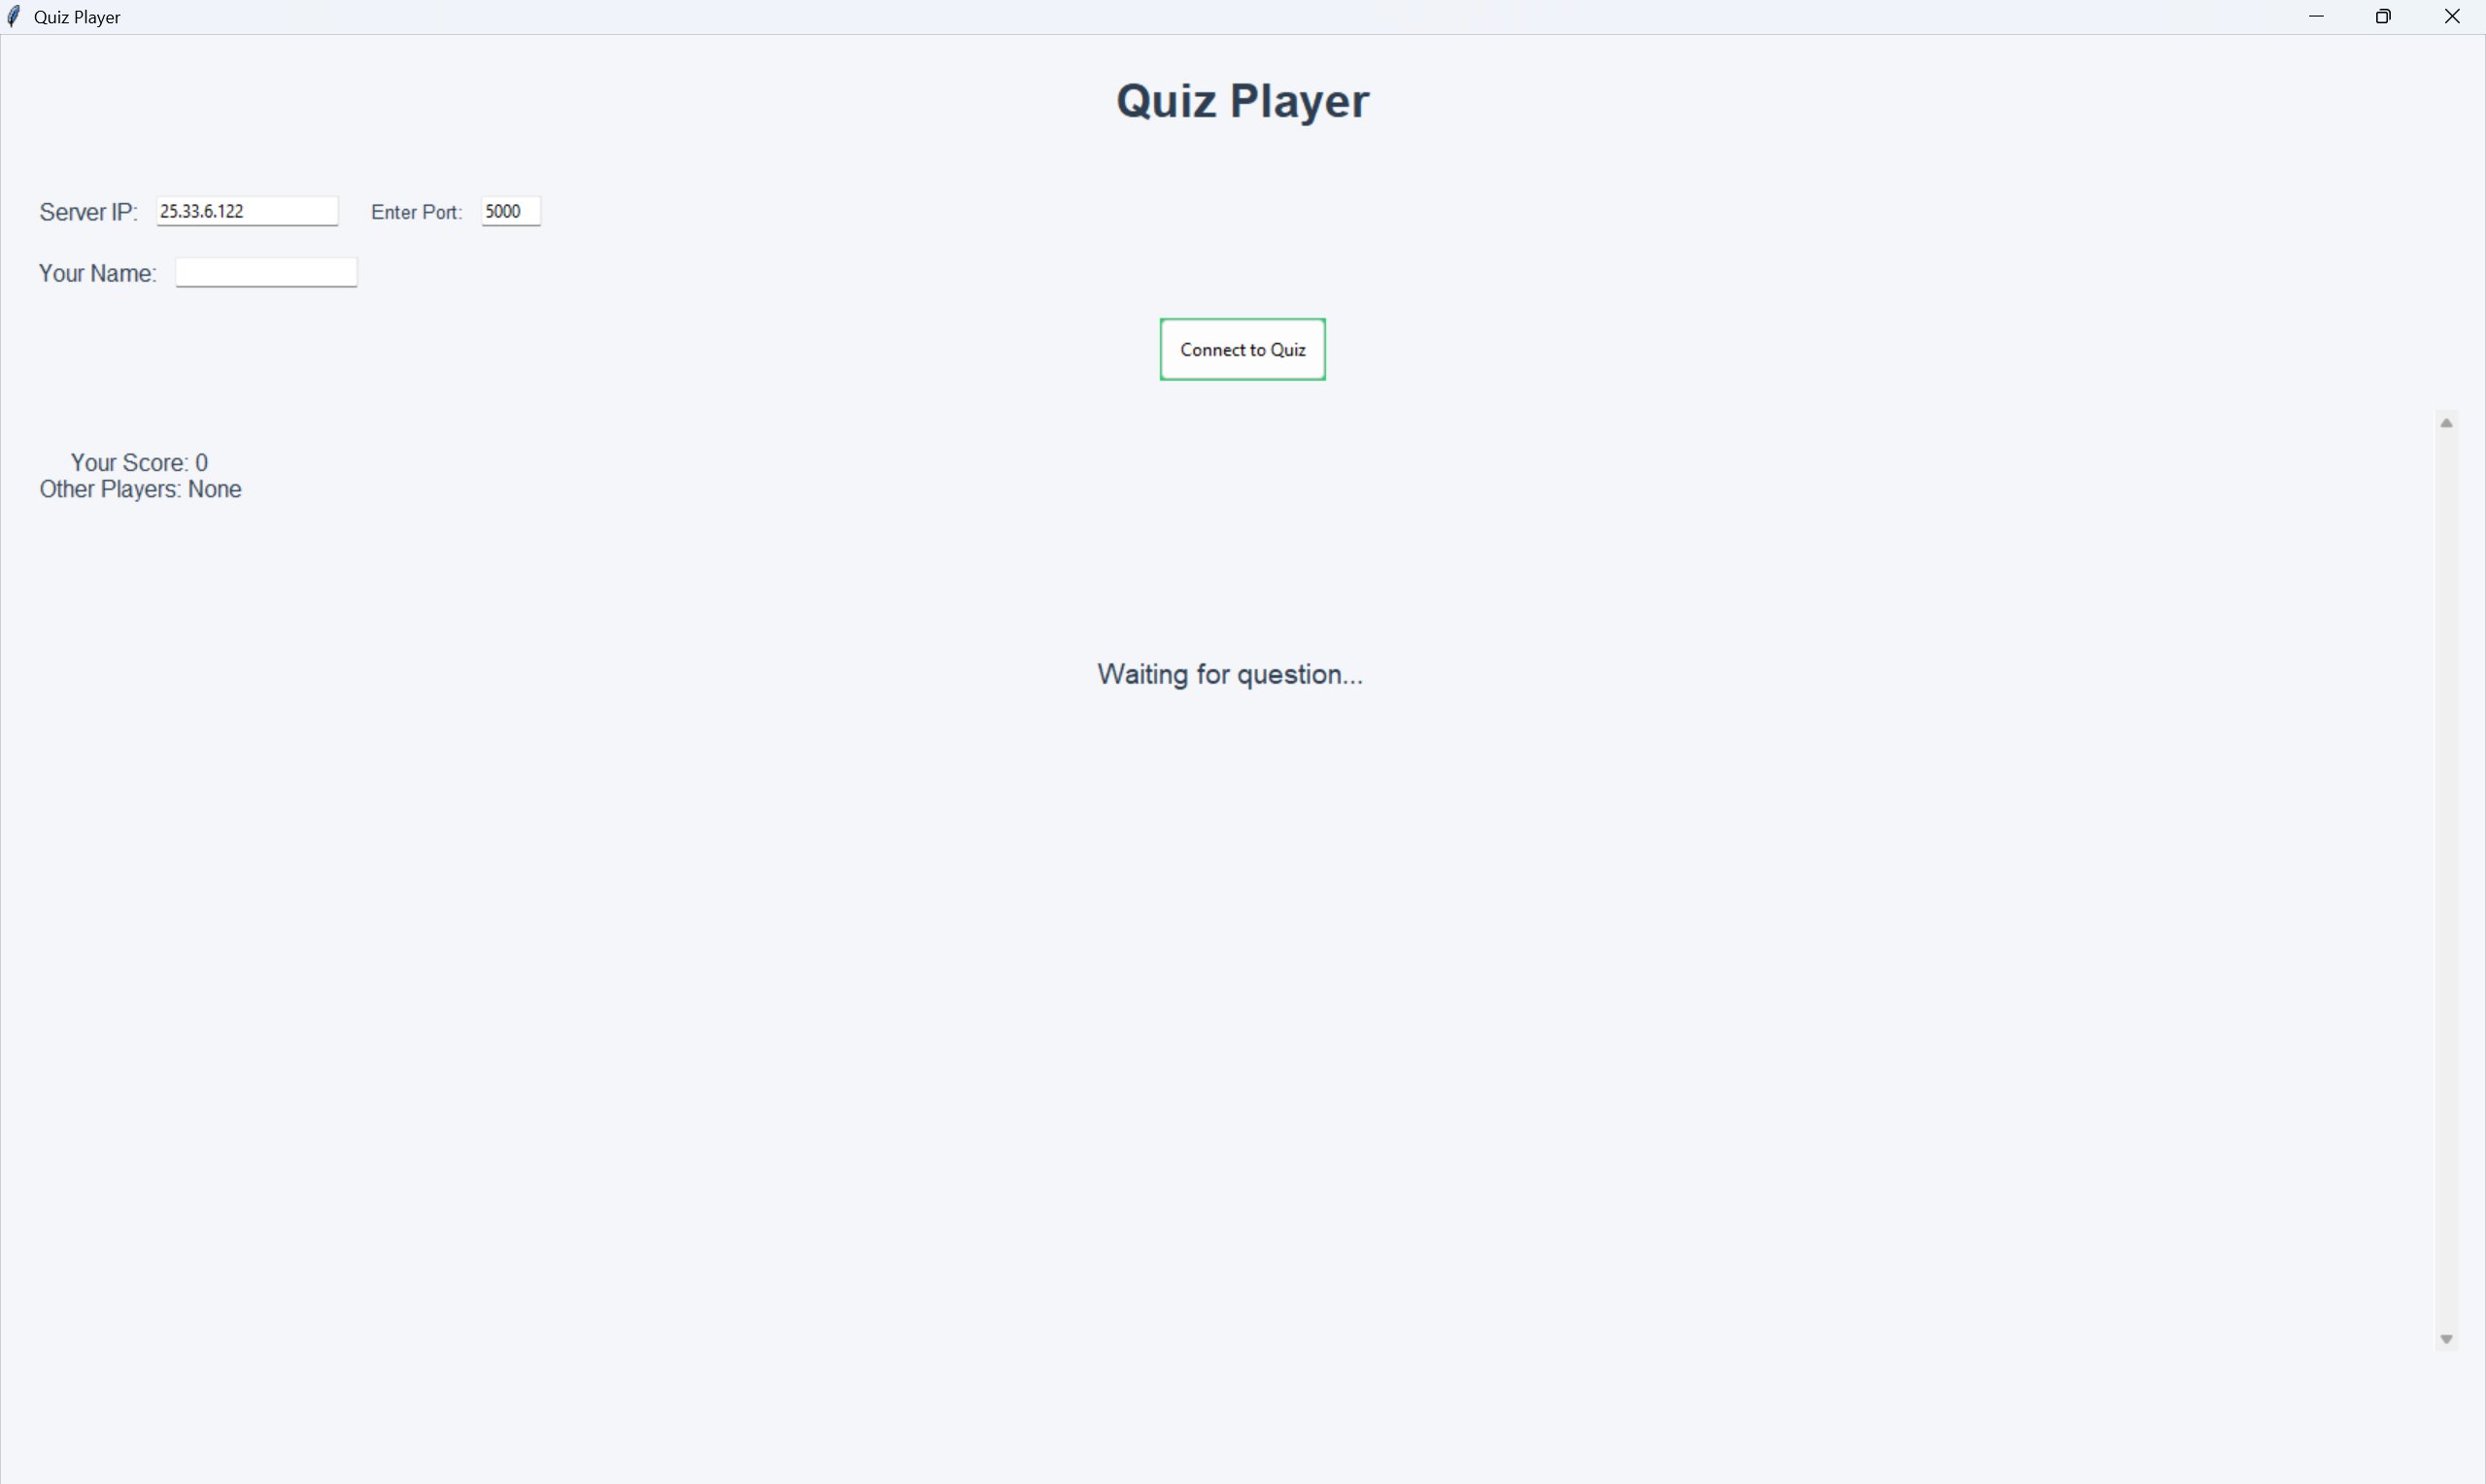 Quiz Player
Quiz Player
Server IP: 25.33.6.122 Enter Port: 5000
Your Name:
Connect to Quiz
Your Score: 0
Other Players: None
Waiting for question...